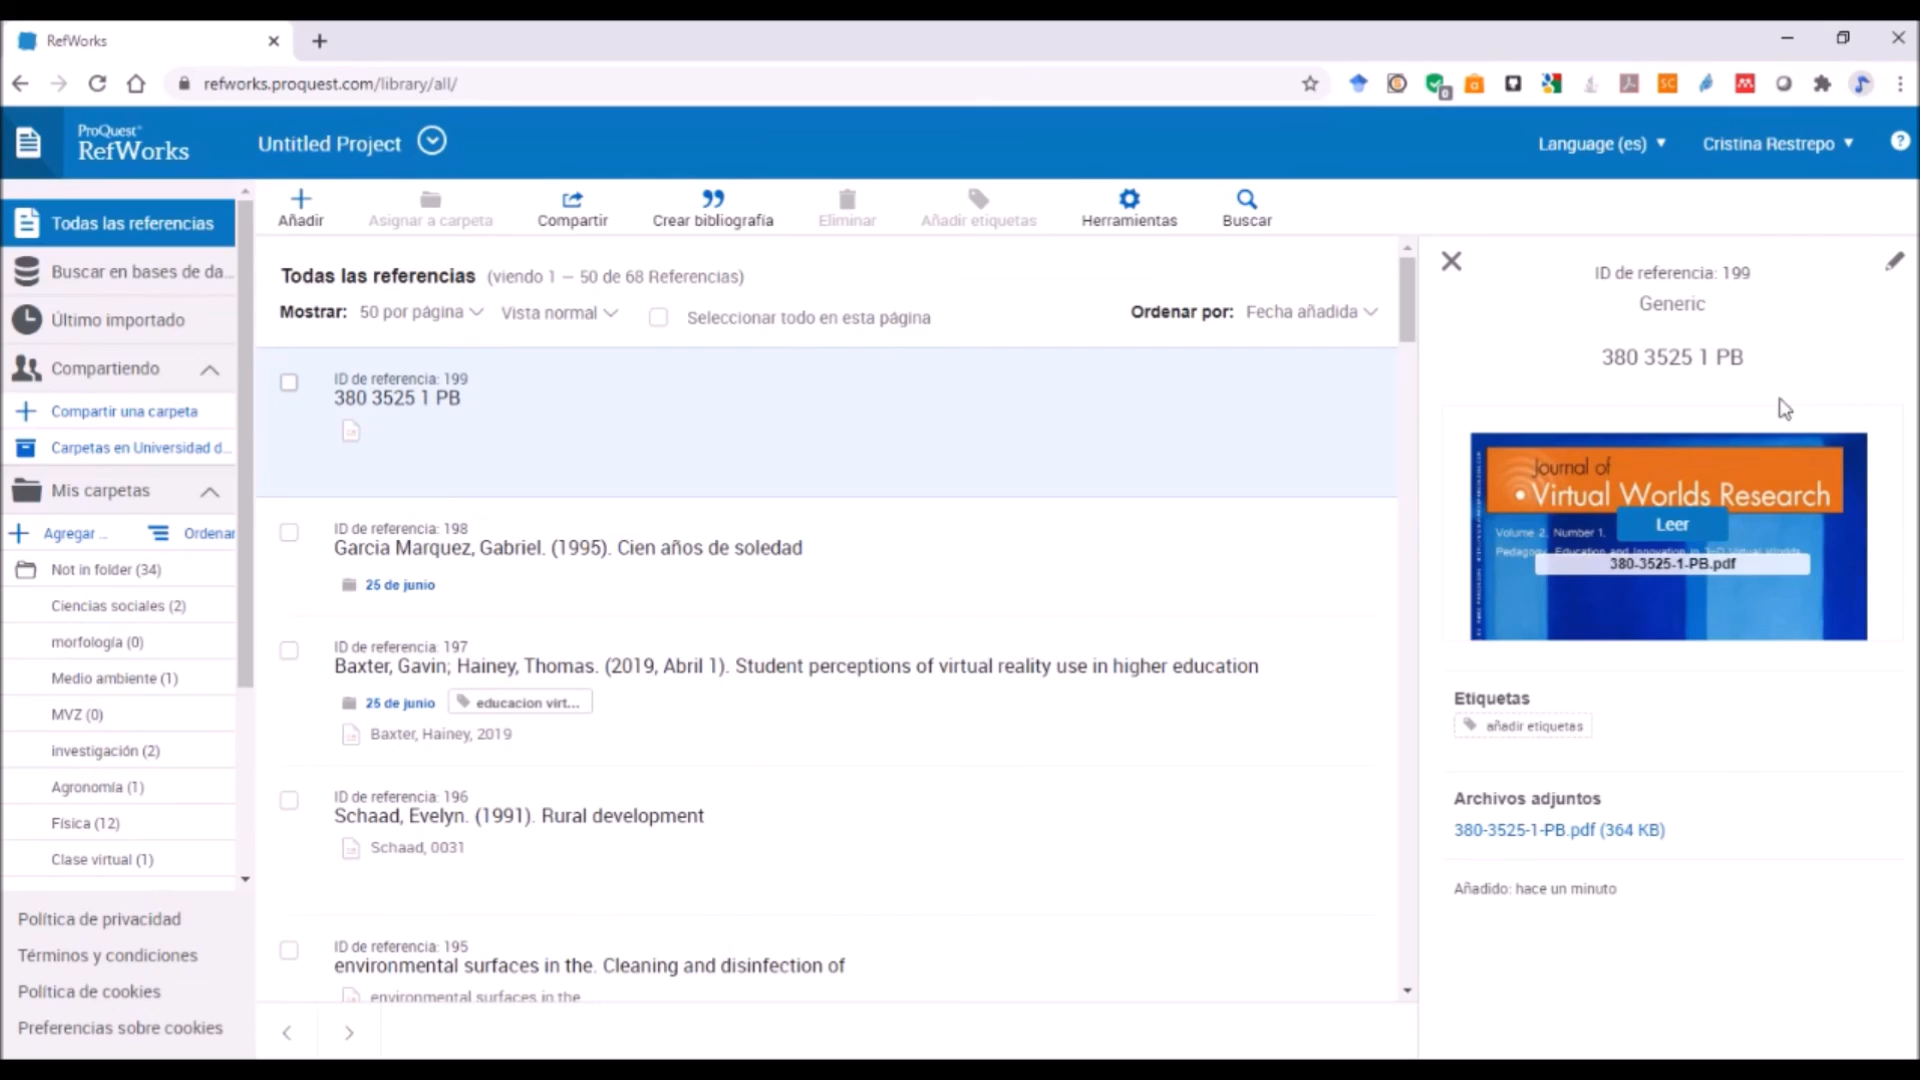 RefWorks
refworks.proquest.com/library/all/
ProQuest
RefWorks
Untitled Project
Language (es)
Cristina Restrepo
Todas las referencias
Buscar en bases de da...
Último importado
Compartiendo
Compartir una carpeta
Carpetas en Universidad d...
Mis carpetas
Agregar ...
Ordenar
Not in folder (34)
Ciencias sociales (2)
morfología (0)
Medio ambiente (1)
MVZ (0)
investigación (2)
Agronomía (1)
Física (12)
Clase virtual (1)
Política de privacidad
Términos y condiciones
Política de cookies
Preferencias sobre cookies
Añadir
Asignar a carpeta
Compartir
Crear bibliografía
Eliminar
Añadir etiquetas
Herramientas
Buscar
Todas las referencias (viendo 1 – 50 de 68 Referencias)
Mostrar: 50 por página Vista normal Seleccionar todo en esta página Ordenar por: Fecha añadida
ID de referencia: 199
380 3525 1 PB
ID de referencia: 198
Garcia Marquez, Gabriel. (1995). Cien años de soledad
25 de junio
ID de referencia: 197
Baxter, Gavin; Hainey, Thomas. (2019, Abril 1). Student perceptions of virtual reality use in higher education
25 de junio educacion virt...
Baxter, Hainey, 2019
ID de referencia: 196
Schaad, Evelyn. (1991). Rural development
Schaad, 0031
ID de referencia: 195
environmental surfaces in the. Cleaning and disinfection of
environmental surfaces in the
ID de referencia: 199
Generic
380 3525 1 PB
Journal of
Virtual Worlds Research
Leer
Volume 2, Number 1.
Pedagogy, Education and Innovation in 3-D Virtual Worlds
380-3525-1-PB.pdf
Etiquetas
añadir etiquetas
Archivos adjuntos
380-3525-1-PB.pdf (364 KB)
Añadido: hace un minuto